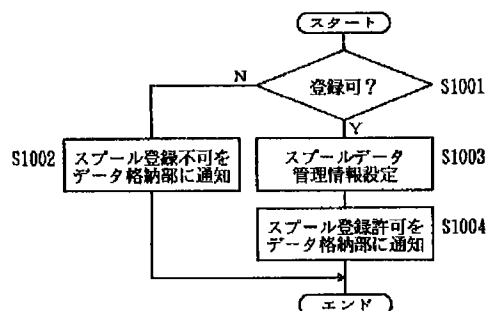 スタート
N
登録可？
S1001
Y
S1002
スプール登録不可を
データ格納部に通知
スプールデータ
管理情報設定
S1003
スプール登録許可を
データ格納部に通知
S1004
エンド